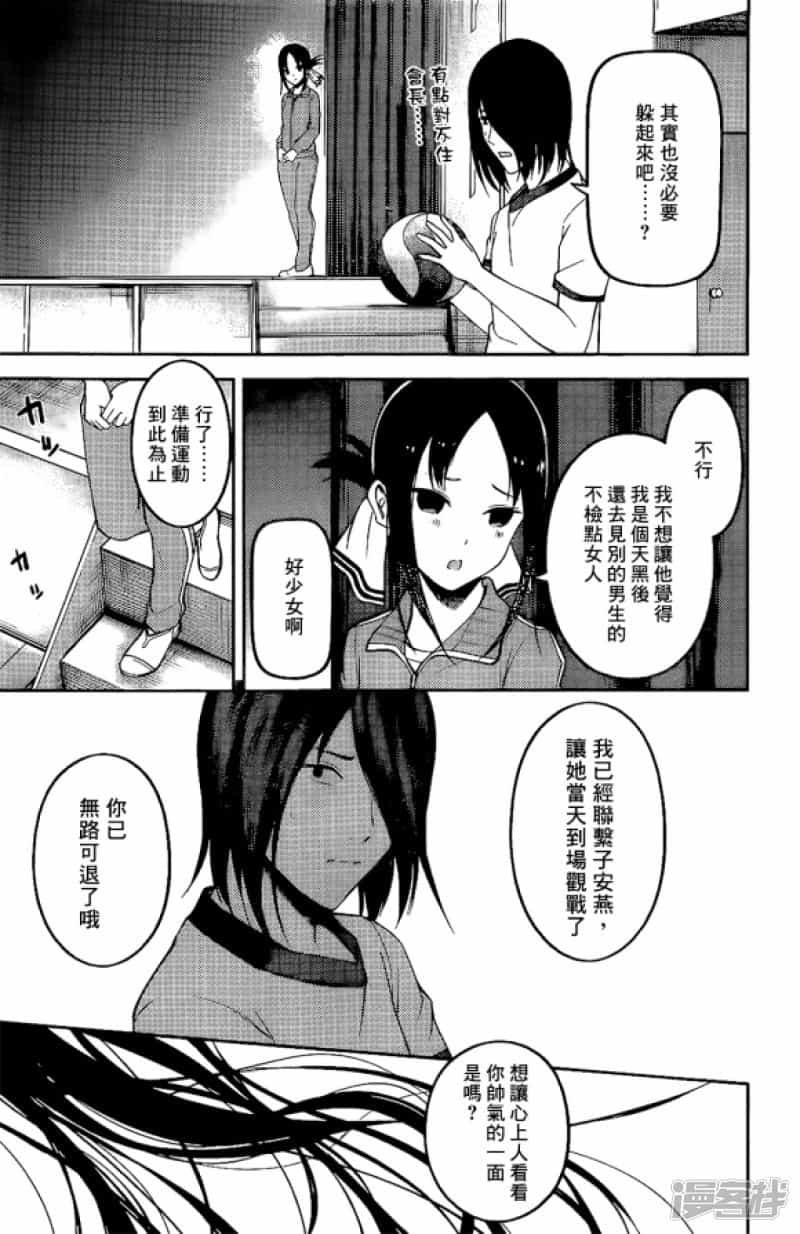 其實也沒必要
躲起來吧……？
有點對不住
會長……
不行
我不想讓他覺得
我是個天黑後
還去見別的男生的
不檢點女人
好少女啊
行了……
準備運動
到此為止
カッ
カッ
我已經聯繫子安燕，
讓她當天到場觀戰了
你已
無路可退了哦
想讓心上人看看
你帥氣的一面
是嗎？
漫客栈